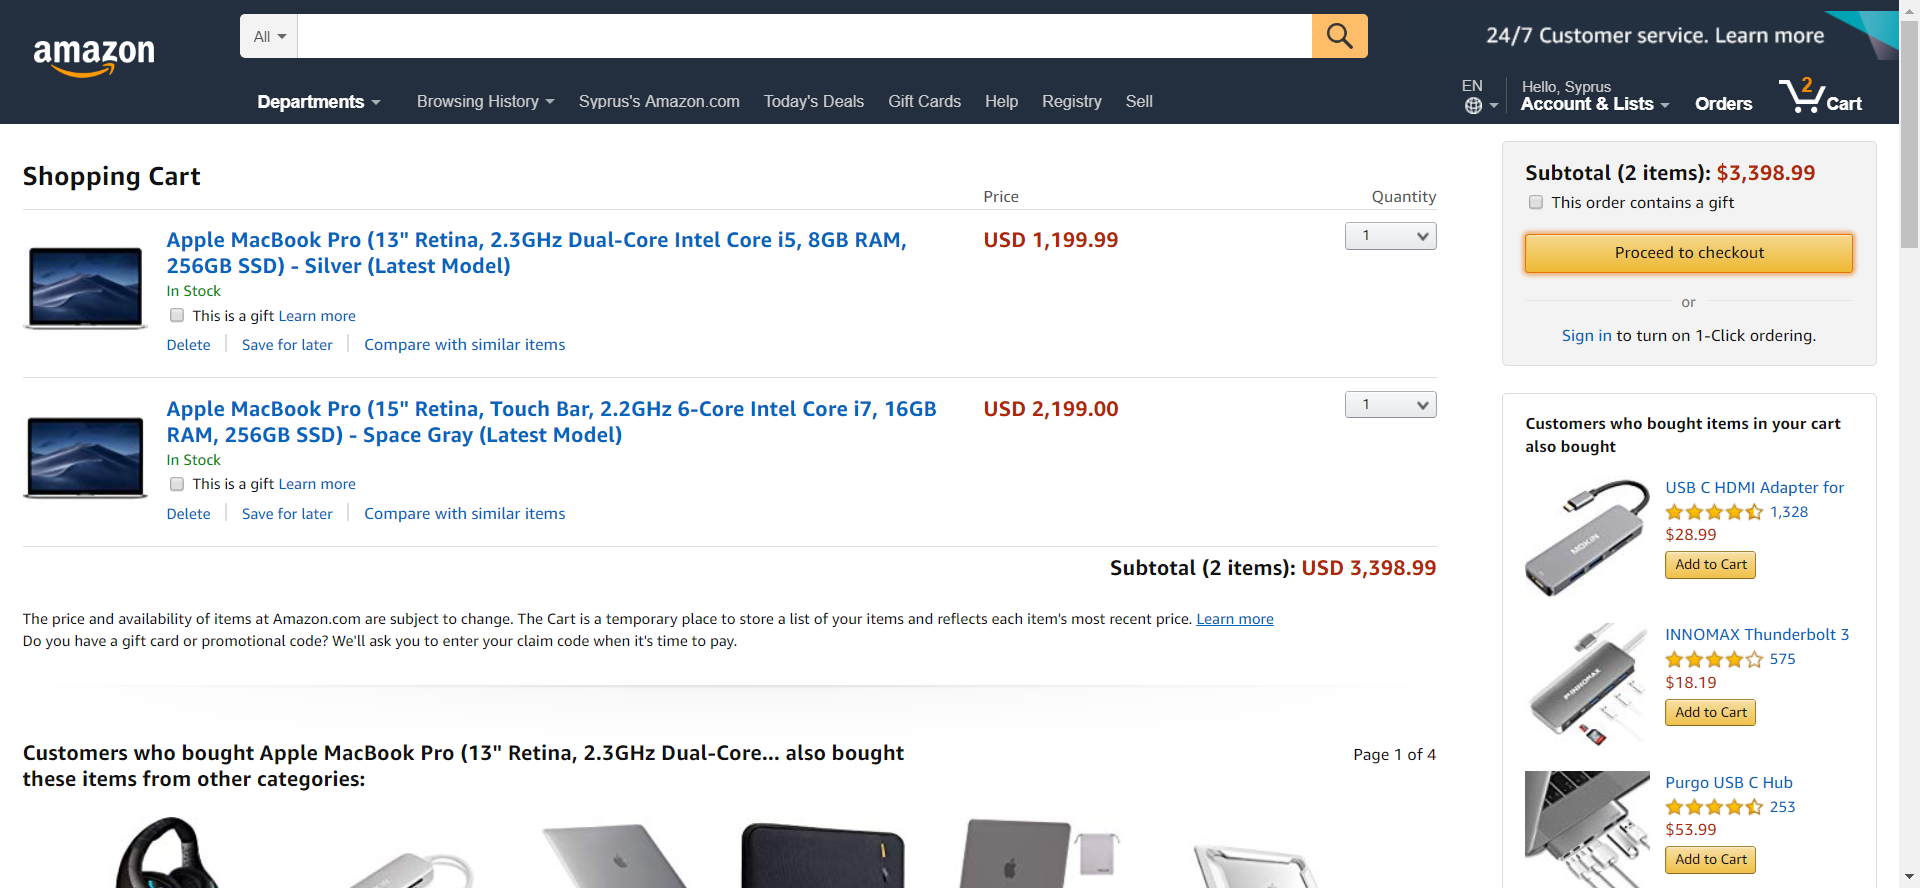 amazon
All
24/7 Customer service. Learn more
Departments
Browsing History
Syprus's Amazon.com
Today's Deals
Gift Cards
Help
Registry
Sell
EN
Hello, Syprus
Account & Lists
Orders
2
Cart
Shopping Cart
Price
Quantity
Apple MacBook Pro (13" Retina, 2.3GHz Dual-Core Intel Core i5, 8GB RAM,
256GB SSD) - Silver (Latest Model)
USD 1,199.99
1
In Stock
This is a gift Learn more
Delete
Save for later
Compare with similar items
Apple MacBook Pro (15" Retina, Touch Bar, 2.2GHz 6-Core Intel Core i7, 16GB
RAM, 256GB SSD) - Space Gray (Latest Model)
USD 2,199.00
1
In Stock
This is a gift Learn more
Delete
Save for later
Compare with similar items
Subtotal (2 items): USD 3,398.99
The price and availability of items at Amazon.com are subject to change. The Cart is a temporary place to store a list of your items and reflects each item's most recent price. Learn more
Do you have a gift card or promotional code? We'll ask you to enter your claim code when it's time to pay.
Customers who bought Apple MacBook Pro (13" Retina, 2.3GHz Dual-Core... also bought
these items from other categories:
Page 1 of 4
Subtotal (2 items): $3,398.99
This order contains a gift
Proceed to checkout
or
Sign in to turn on 1-Click ordering.
Customers who bought items in your cart
also bought
MOKiN
USB C HDMI Adapter for
1,328
$28.99
Add to Cart
INNOMAX
INNOMAX Thunderbolt 3
575
$18.19
Add to Cart
Purgo USB C Hub
253
$53.99
Add to Cart